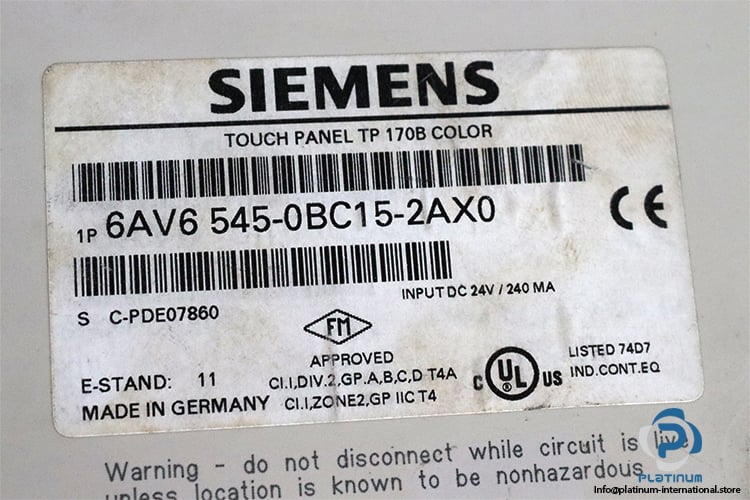 SIEMENS
TOUCH PANEL TP 170B COLOR
1P 6AV6 545-0BC15-2AX0
CE
INPUT DC 24V / 240 MA
S C-PDE07860
FM
APPROVED
E-STAND: 11
CI.I,DIV.2,GP.A,B,C,D T4A
MADE IN GERMANY
CI.I,ZONE2,GP IIC T4
C UL US
LISTED 74D7
IND.CONT.EQ
Warning - do not disconnect while circuit is live
unless location is known to be nonhazardous
PLATINUM
Info@platinum-international.store